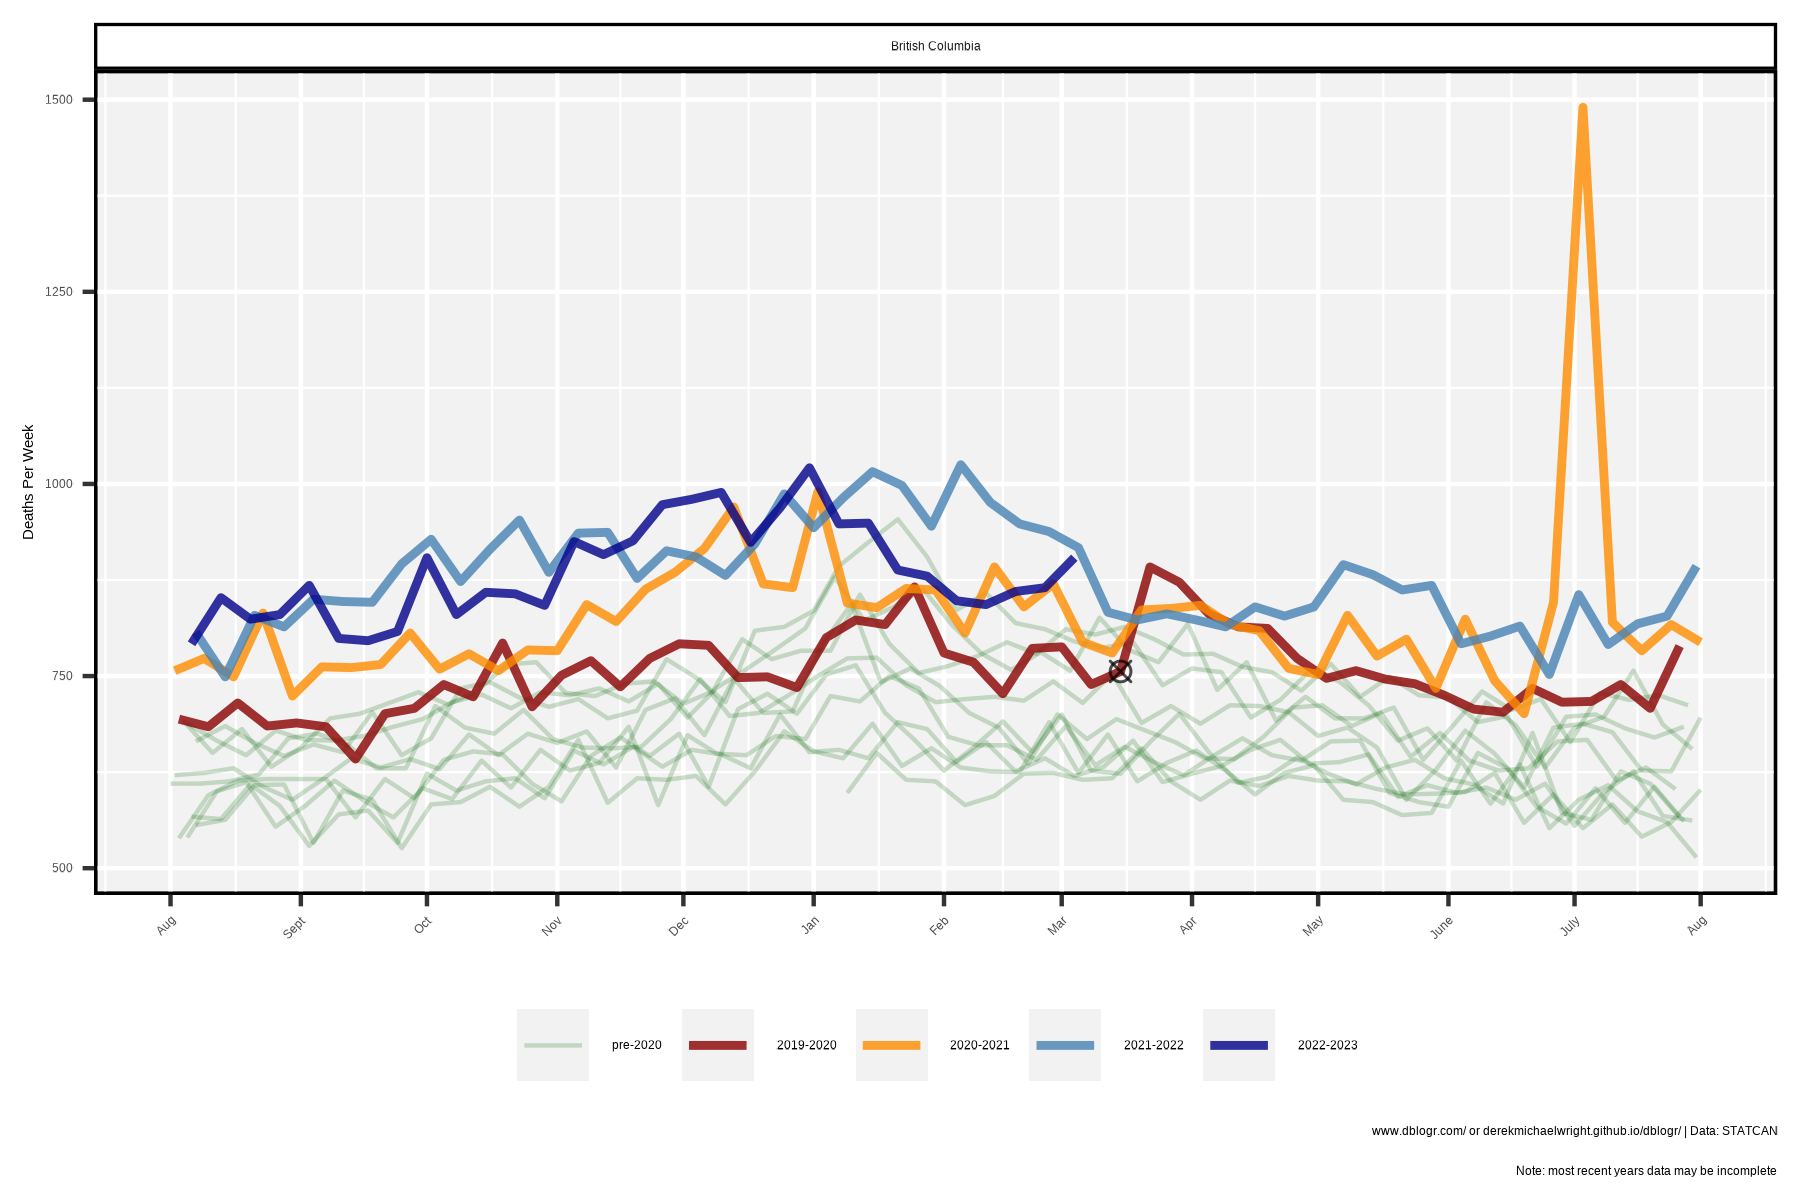 British Columbia
1500
1250
1000
750
500
Deaths Per Week
Aug
Sept
Oct
Nov
Dec
Jan
Feb
Mar
Apr
May
June
July
Aug
pre-2020
2019-2020
2020-2021
2021-2022
2022-2023
www.dblogr.com/ or derekmichaelwright.github.io/dblogr/ | Data: STATCAN
Note: most recent years data may be incomplete